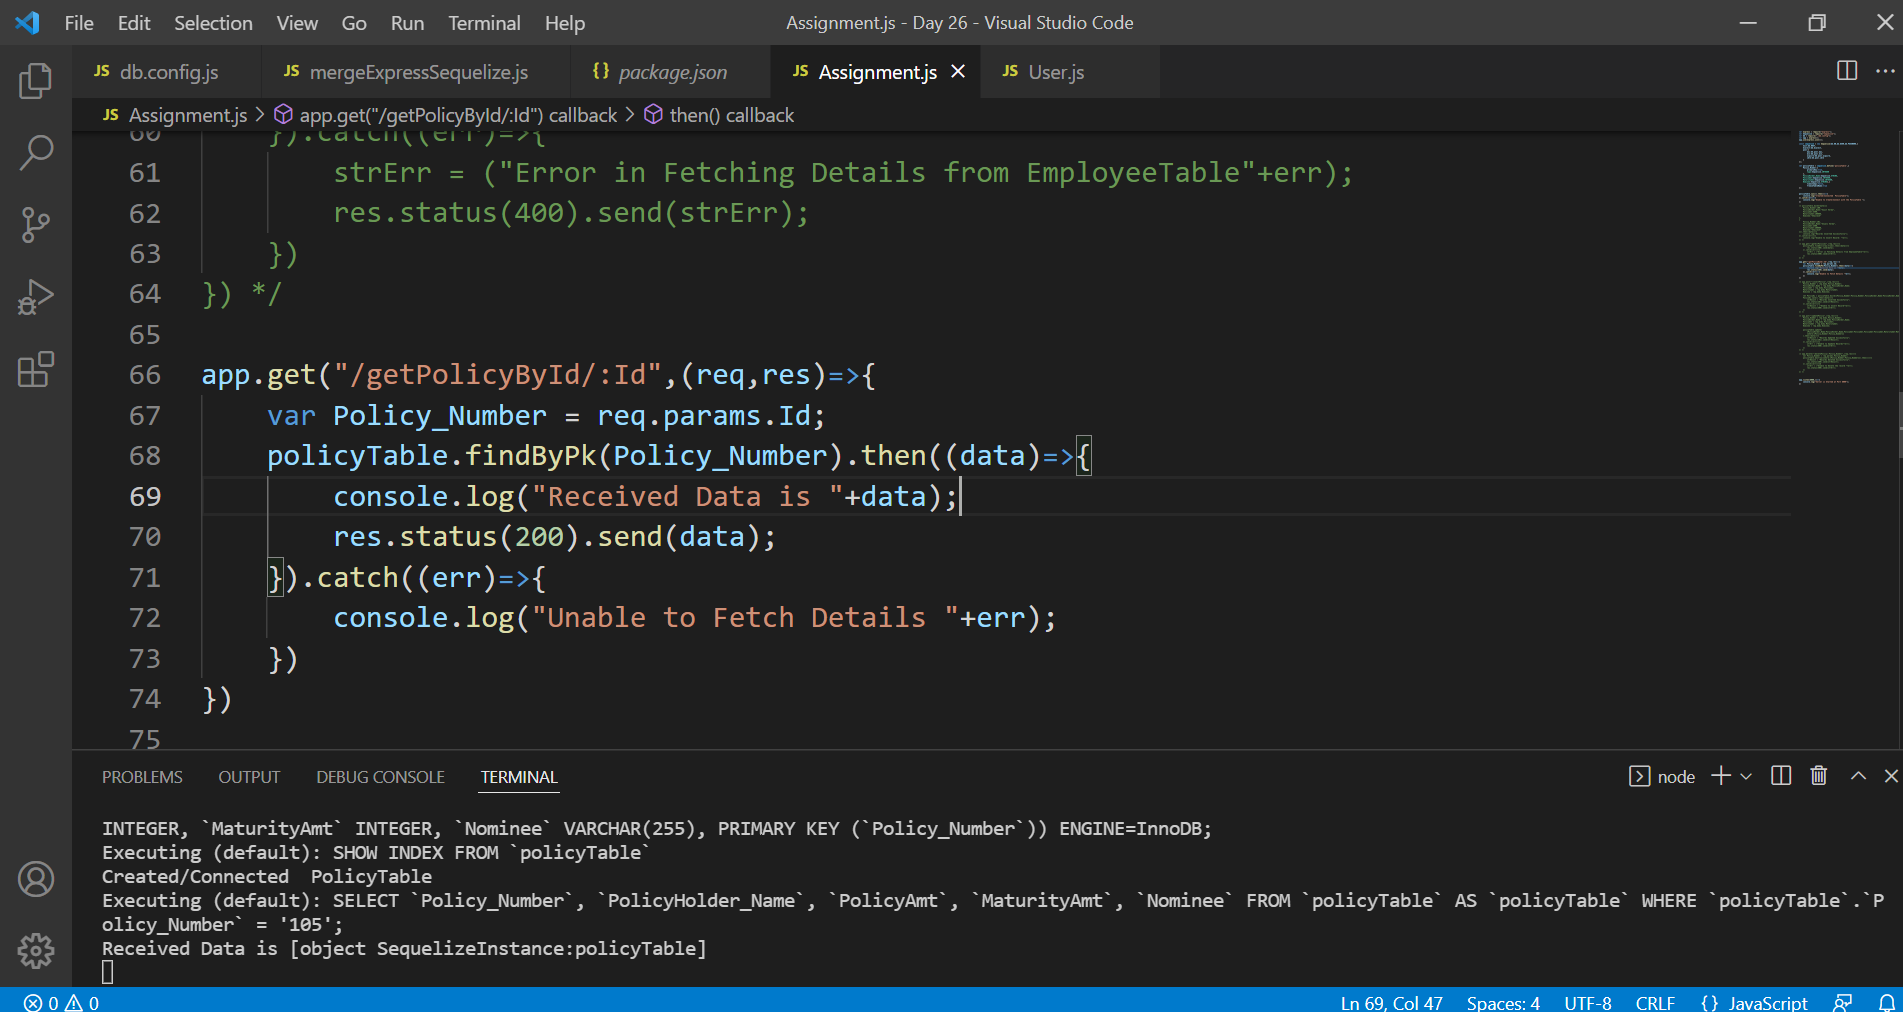 File Edit Selection View Go Run Terminal Help Assignment.js - Day 26 - Visual Studio Code
JS db.config.js JS mergeExpressSequelize.js {} package.json JS Assignment.js JS User.js
JS Assignment.js > app.get("/getPolicyById/:Id") callback > then() callback
60 }).catch((err)=>{
61 strErr = ("Error in Fetching Details from EmployeeTable"+err);
62 res.status(400).send(strErr);
63 })
64 }) */
65
66 app.get("/getPolicyById/:Id",(req,res)=>{
67 var Policy_Number = req.params.Id;
68 policyTable.findByPk(Policy_Number).then((data)=>{
69 console.log("Received Data is "+data);
70 res.status(200).send(data);
71 }).catch((err)=>{
72 console.log("Unable to Fetch Details "+err);
73 })
74 })
75
PROBLEMS OUTPUT DEBUG CONSOLE TERMINAL node
INTEGER, `MaturityAmt` INTEGER, `Nominee` VARCHAR(255), PRIMARY KEY (`Policy_Number`)) ENGINE=InnoDB;
Executing (default): SHOW INDEX FROM `policyTable`
Created/Connected  PolicyTable
Executing (default): SELECT `Policy_Number`, `PolicyHolder_Name`, `PolicyAmt`, `MaturityAmt`, `Nominee` FROM `policyTable` AS `policyTable` WHERE `policyTable`.`P
olicy_Number` = '105';
Received Data is [object SequelizeInstance:policyTable]
0 0 Ln 69, Col 47 Spaces: 4 UTF-8 CRLF {} JavaScript